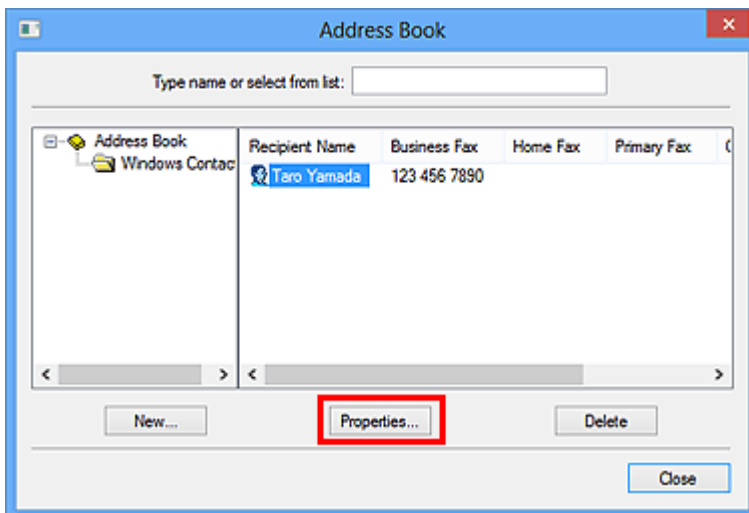 Address Book
Type name or select from list:
Address Book
Windows Contac
Recipient Name Business Fax Home Fax Primary Fax
Taro Yamada 123 456 7890
New... Properties... Delete
Close